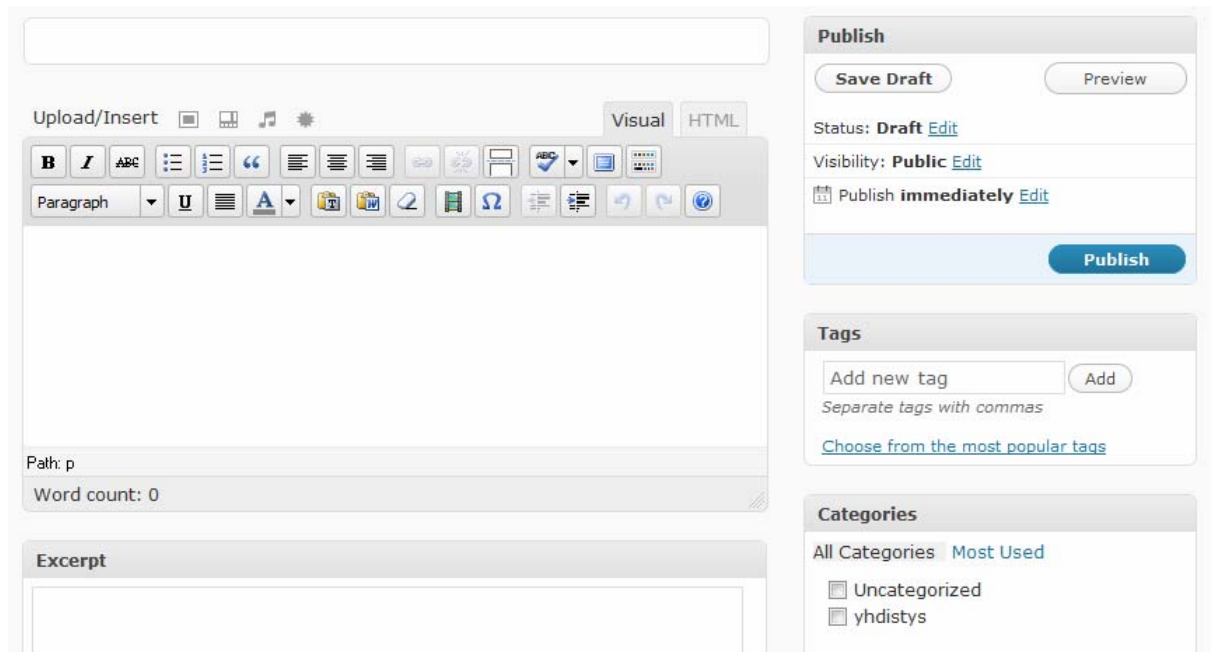 Upload/Insert
Visual HTML
B I ABC ABC
Paragraph U A T W Ω
Path: p
Word count: 0
Excerpt
Publish
Save Draft Preview
Status: Draft Edit
Visibility: Public Edit
Publish immediately Edit
Publish
Tags
Add new tag Add
Separate tags with commas
Choose from the most popular tags
Categories
All Categories Most Used
Uncategorized
yhdistys